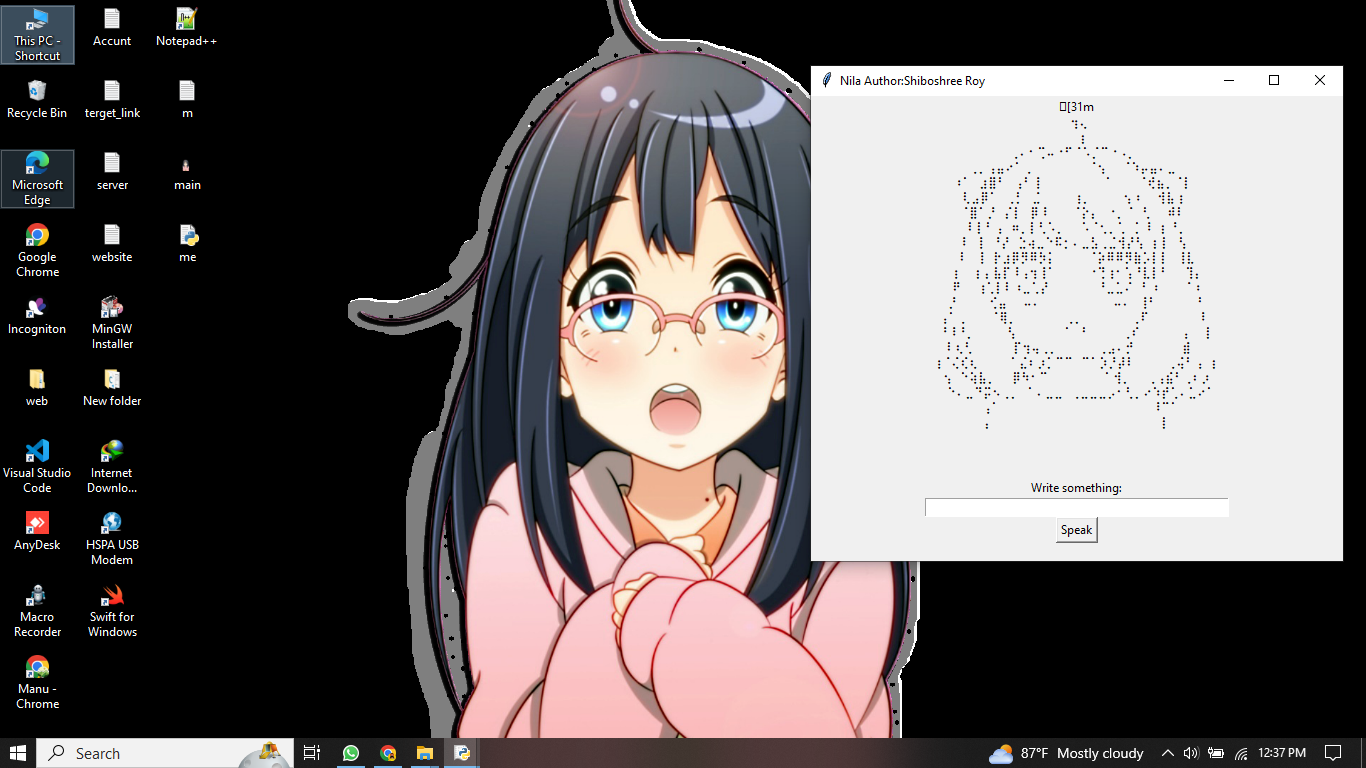 This PC -
Shortcut
Accunt
Notepad++
Recycle Bin
terget_link
m
Microsoft
Edge
server
main
Google
Chrome
website
me
Incogniton
MinGW
Installer
web
New folder
Visual Studio
Code
Internet
Downlo...
AnyDesk
HSPA USB
Modem
Macro
Recorder
Swift for
Windows
Manu -
Chrome
Nila Author:Shiboshree Roy
[31m
Write something:
Speak
Search
87°F Mostly cloudy
12:37 PM